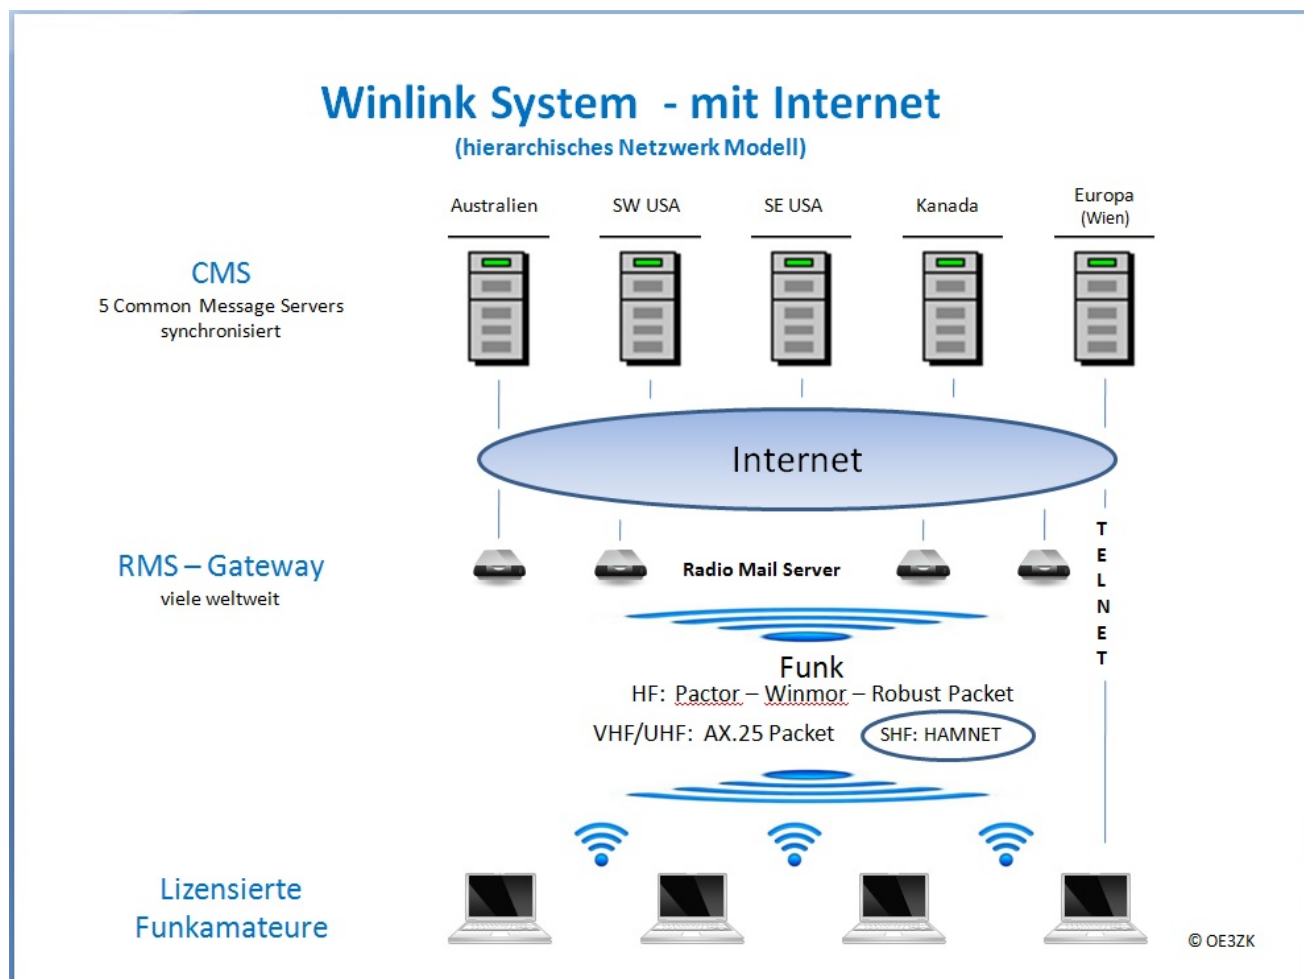 Winlink System - mit Internet
(hierarchisches Netzwerk Modell)
Australien
SW USA
SE USA
Kanada
Europa
(Wien)
CMS
5 Common Message Servers
synchronisiert
Internet
RMS – Gateway
viele weltweit
Radio Mail Server
TELNET
Funk
HF: Pactor – Winmor – Robust Packet
VHF/UHF: AX.25 Packet
SHF: HAMNET
Lizensierte
Funkamateure
© OE3ZK